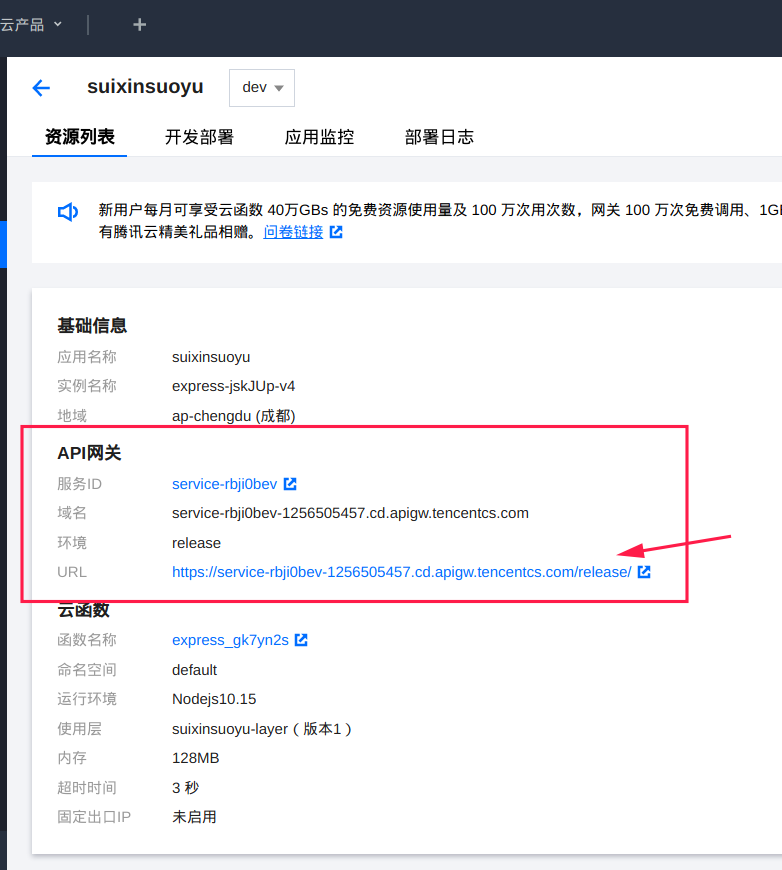 云产品
suixinsuoyu dev
资源列表 开发部署 应用监控 部署日志
新用户每月可享受云函数 40万GBs 的免费资源使用量及 100 万次用次数，网关 100 万次免费调用、1GB
有腾讯云精美礼品相赠。问卷链接
基础信息
应用名称 suixinsuoyu
实例名称 express-jskJUp-v4
地域 ap-chengdu (成都)
API网关
服务ID service-rbji0bev
域名 service-rbji0bev-1256505457.cd.apigw.tencentcs.com
环境 release
URL https://service-rbji0bev-1256505457.cd.apigw.tencentcs.com/release/
云函数
函数名称 express_gk7yn2s
命名空间 default
运行环境 Nodejs10.15
使用层 suixinsuoyu-layer（版本1）
内存 128MB
超时时间 3 秒
固定出口IP 未启用